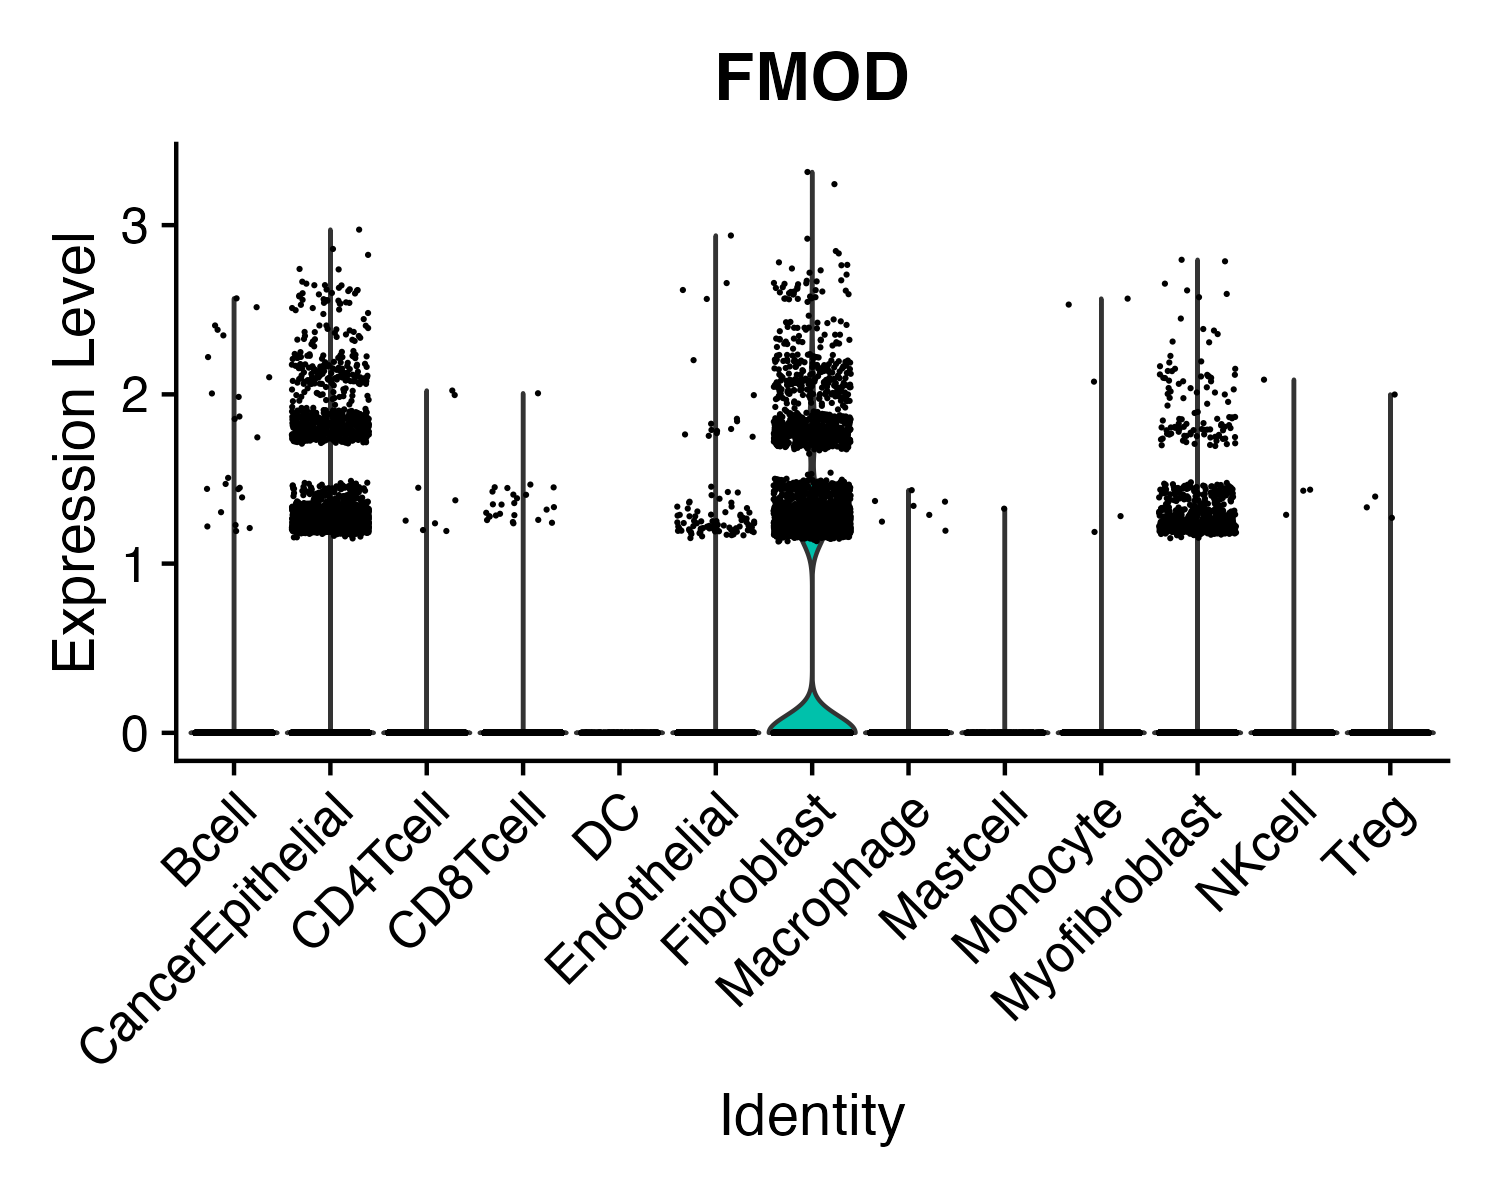 FMOD
Expression Level
3
2
1
0
Bcell
CancerEpithelial
CD4Tcell
CD8Tcell
DC
Endothelial
Fibroblast
Macrophage
Mastcell
Monocyte
Myofibroblast
NKcell
Treg
Identity